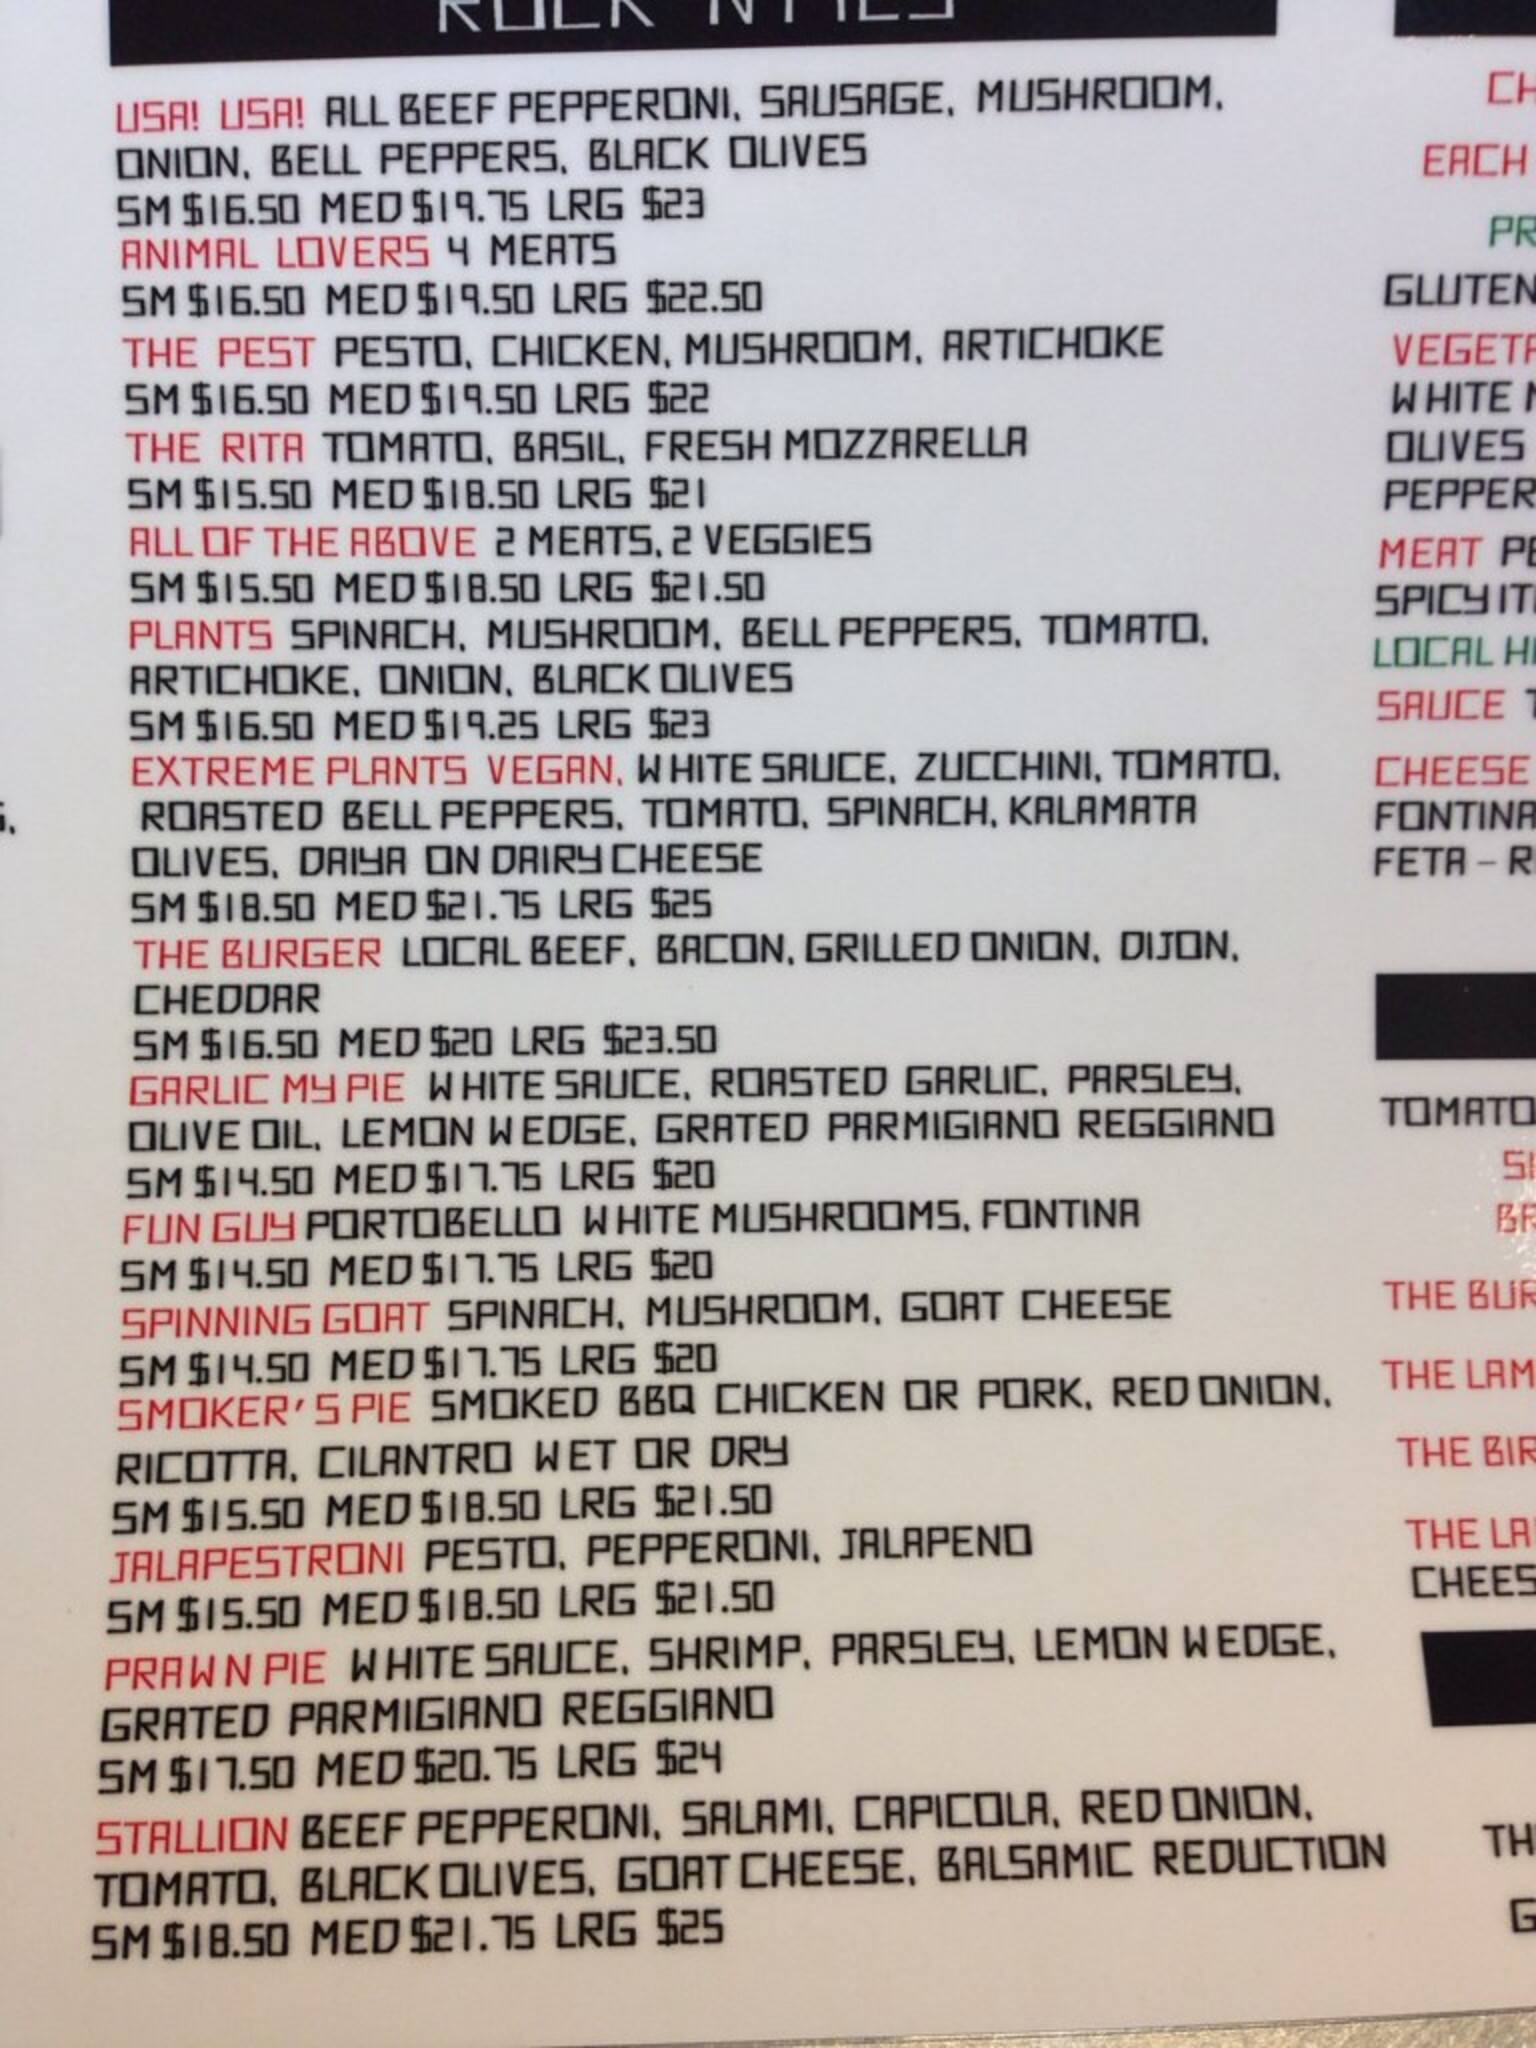 ROCK 'N PIES
USA! USA! ALL BEEF PEPPERONI, SAUSAGE, MUSHROOM,
ONION, BELL PEPPERS, BLACK OLIVES
SM $16.50 MED $19.75 LRG $23
ANIMAL LOVERS 4 MEATS
SM $16.50 MED $19.50 LRG $22.50
THE PEST PESTO, CHICKEN, MUSHROOM, ARTICHOKE
SM $16.50 MED $19.50 LRG $22
THE RITA TOMATO, BASIL, FRESH MOZZARELLA
SM $15.50 MED $18.50 LRG $21
ALL OF THE ABOVE 2 MEATS, 2 VEGGIES
SM $15.50 MED $18.50 LRG $21.50
PLANTS SPINACH, MUSHROOM, BELL PEPPERS, TOMATO,
ARTICHOKE, ONION, BLACK OLIVES
SM $16.50 MED $19.25 LRG $23
EXTREME PLANTS VEGAN, WHITE SAUCE, ZUCCHINI, TOMATO,
ROASTED BELL PEPPERS, TOMATO, SPINACH, KALAMATA
OLIVES, DAIYA ON DAIRY CHEESE
SM $18.50 MED $21.75 LRG $25
THE BURGER LOCAL BEEF, BACON, GRILLED ONION, DIJON,
CHEDDAR
SM $16.50 MED $20 LRG $23.50
GARLIC MY PIE WHITE SAUCE, ROASTED GARLIC, PARSLEY,
OLIVE OIL, LEMON WEDGE, GRATED PARMIGIANO REGGIANO
SM $14.50 MED $17.75 LRG $20
FUN GUY PORTOBELLO WHITE MUSHROOMS, FONTINA
SM $14.50 MED $17.75 LRG $20
SPINNING GOAT SPINACH, MUSHROOM, GOAT CHEESE
SM $14.50 MED $17.75 LRG $20
SMOKER'S PIE SMOKED BBQ CHICKEN OR PORK, RED ONION,
RICOTTA, CILANTRO WET OR DRY
SM $15.50 MED $18.50 LRG $21.50
JALAPESTRONI PESTO, PEPPERONI, JALAPENO
SM $15.50 MED $18.50 LRG $21.50
PRAWN PIE WHITE SAUCE, SHRIMP, PARSLEY, LEMON WEDGE,
GRATED PARMIGIANO REGGIANO
SM $17.50 MED $20.75 LRG $24
STALLION BEEF PEPPERONI, SALAMI, CAPICOLA, RED ONION,
TOMATO, BLACK OLIVES, GOAT CHEESE, BALSAMIC REDUCTION
SM $18.50 MED $21.75 LRG $25
EACH
GLUTEN
WHITE
OLIVES
PEPPER
MEAT
SPICY
LOCAL
SAUCE
CHEESE
FONTINA
FETA –
TOMATO
THE
THE
THE
THE